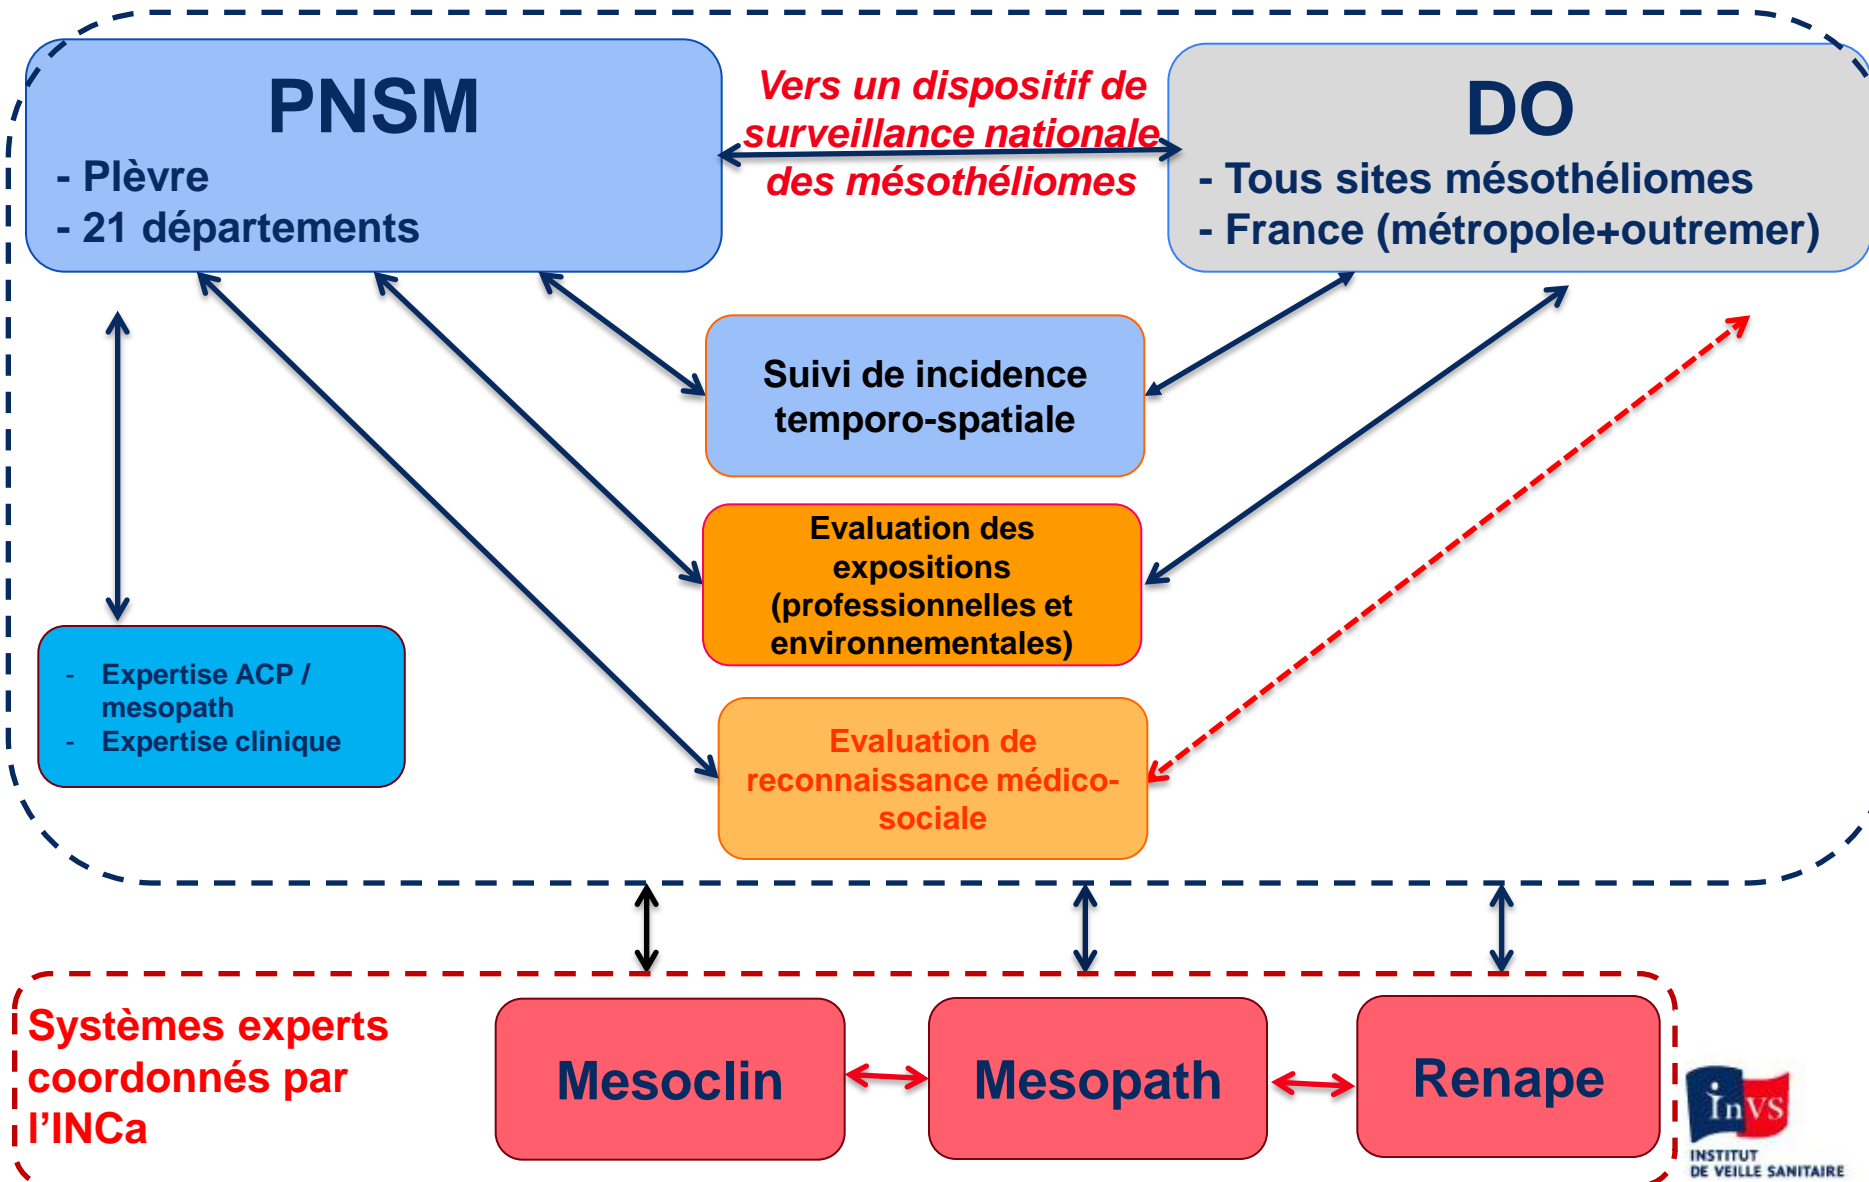 PNSM
- Plèvre
- 21 départements
Vers un dispositif de
surveillance nationale
des mésothéliomes
DO
- Tous sites mésothéliomes
- France (métropole+outremer)
Suivi de incidence
temporo-spatiale
Evaluation des
expositions
(professionnelles et
environnementales)
- Expertise ACP /
mesopath
- Expertise clinique
Evaluation de
reconnaissance médico-
sociale
Systèmes experts
coordonnés par
l’INCa
Mesoclin
Mesopath
Renape
InVS
INSTITUT
DE VEILLE SANITAIRE